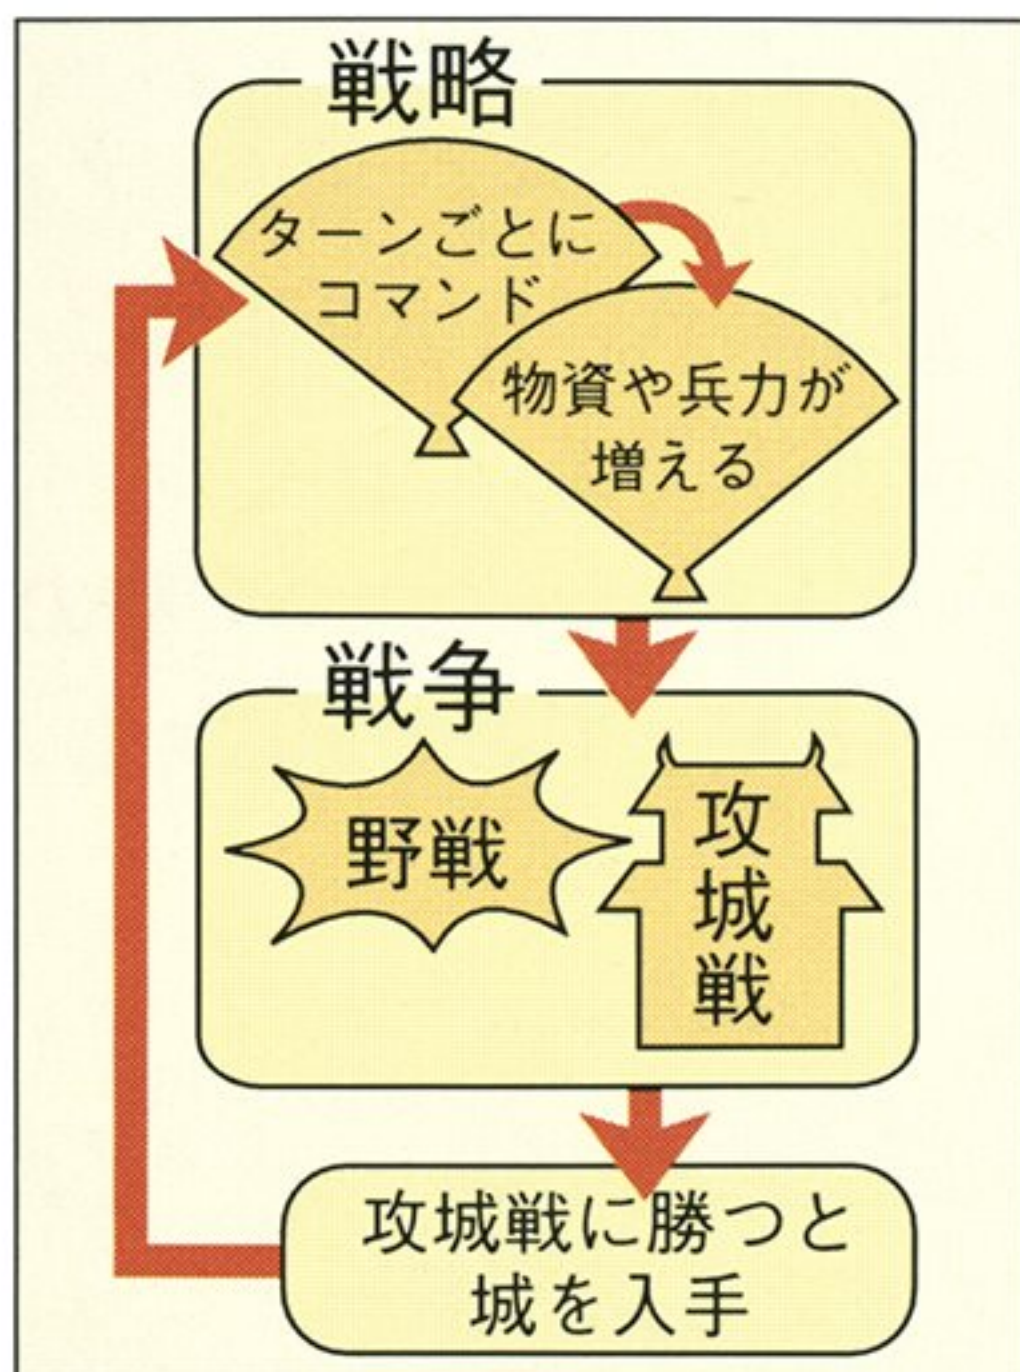 戦略
ターンごとに
コマンド
物資や兵力が
増える
戦争
野戦
攻城戦
攻城戦に勝つと
城を入手